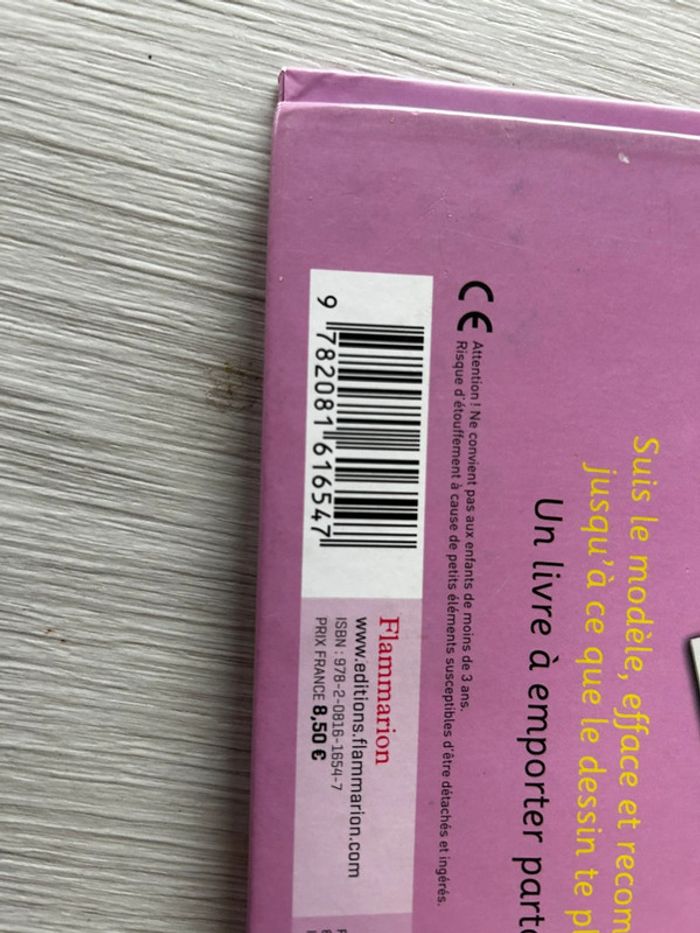 Suis le modèle, efface et recom
jusqu'à ce que le dessin te pl
Un livre à emporter parto
CE
Attention ! Ne convient pas aux enfants de moins de 3 ans.
Risque d'étouffement à cause de petits éléments susceptibles d'être détachés et ingérés.
9 782081 616547
Flammarion
www.editions.flammarion.com
ISBN : 978-2-0816-1654-7
PRIX FRANCE 8,50 €